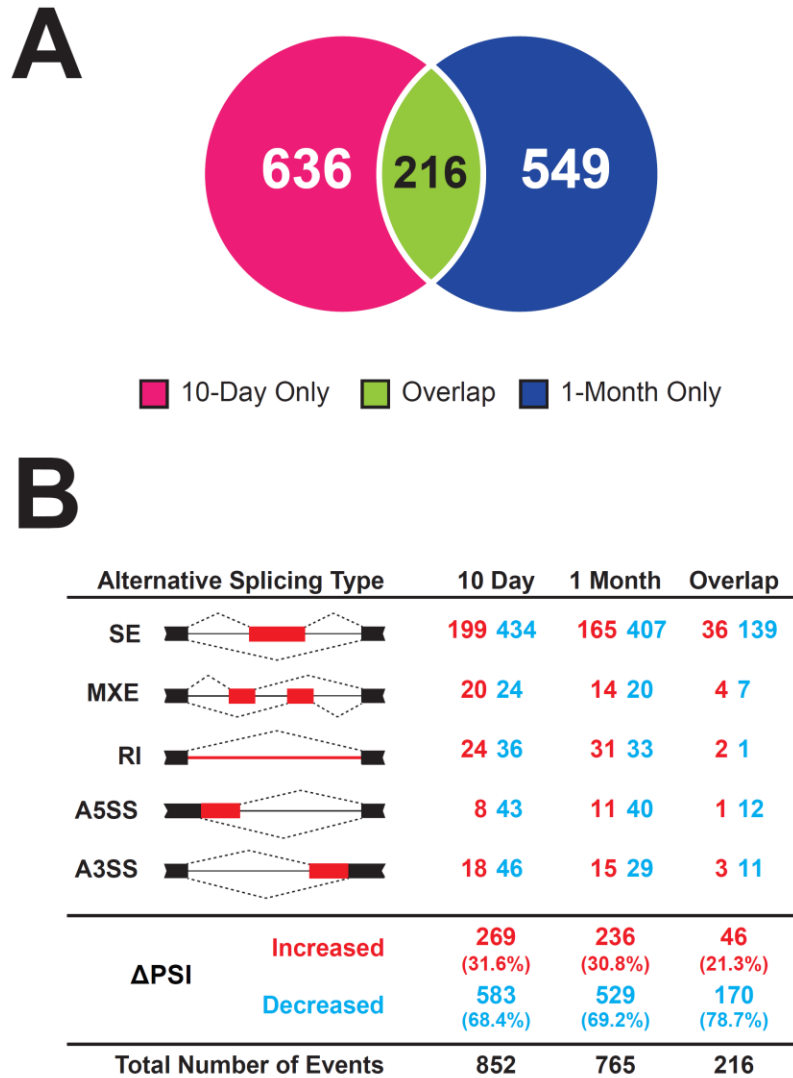 A
636 216 549
10-Day Only Overlap 1-Month Only
B
Alternative Splicing Type 10 Day 1 Month Overlap
SE 199 434 165 407 36 139
MXE 20 24 14 20 4 7
RI 24 36 31 33 2 1
A5SS 8 43 11 40 1 12
A3SS 18 46 15 29 3 11
ΔPSI
Increased 269 236 46
(31.6%) (30.8%) (21.3%)
Decreased 583 529 170
(68.4%) (69.2%) (78.7%)
Total Number of Events 852 765 216